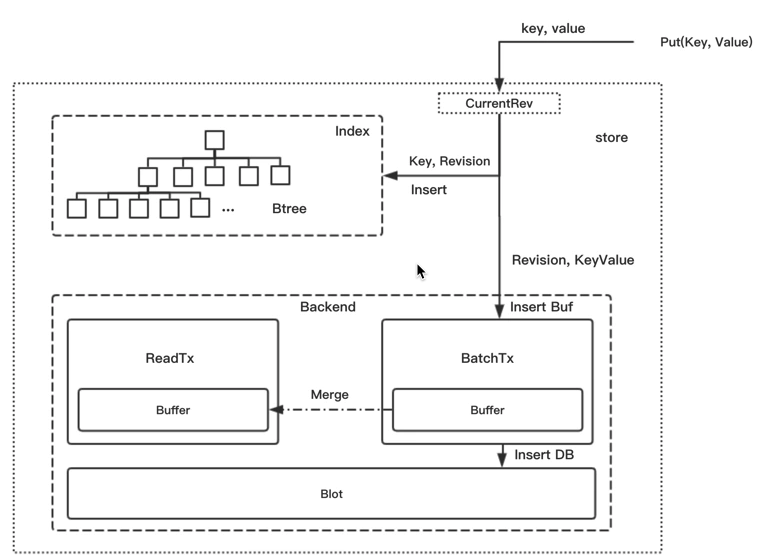 key, value
Put(Key, Value)
CurrentRev
Index
store
Key, Revision
Insert
...
Btree
Revision, KeyValue
Backend
Insert Buf
ReadTx
BatchTx
Merge
Buffer
Buffer
Insert DB
Blot